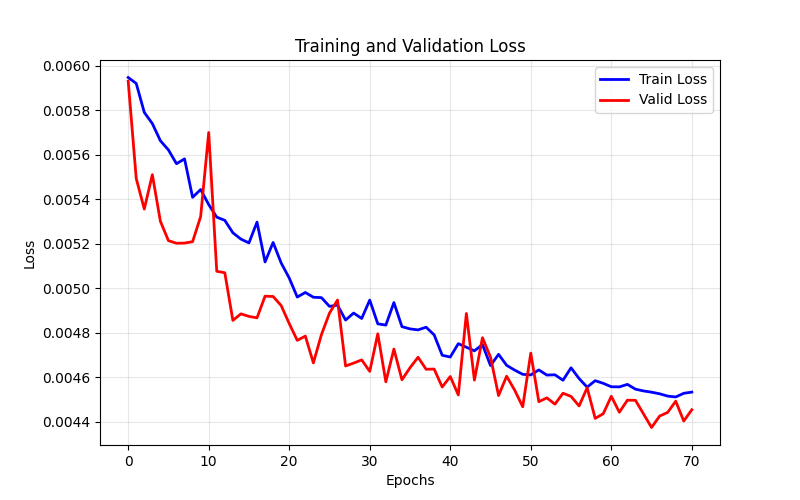 Training and Validation Loss
0.0060
0.0058
0.0056
0.0054
0.0052
0.0050
0.0048
0.0046
0.0044
Loss
Train Loss
Valid Loss
0 10 20 30 40 50 60 70
Epochs